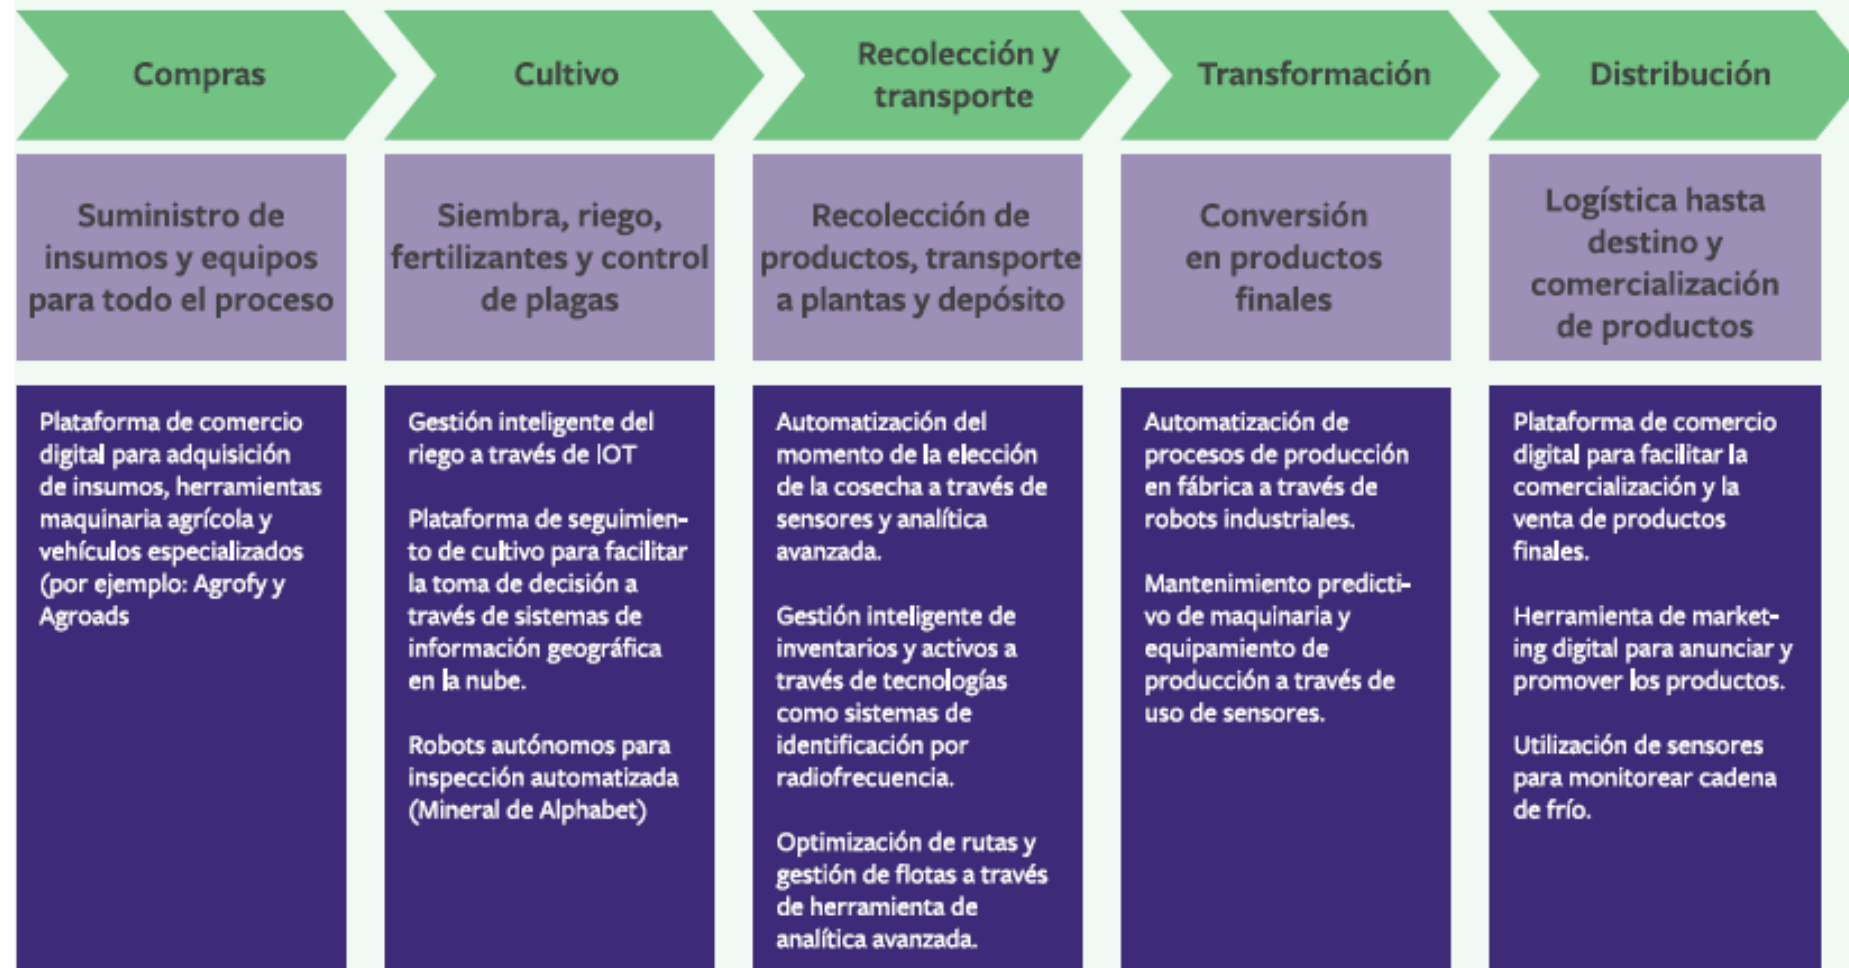 Compras
Cultivo
Recolección y
transporte
Transformación
Distribución
Suministro de
insumos y equipos
para todo el proceso
Siembra, riego,
fertilizantes y control
de plagas
Recolección de
productos, transporte
a plantas y depósito
Conversión
en productos
finales
Logística hasta
destino y
comercialización
de productos
Plataforma de comercio
digital para adquisición
de insumos, herramientas
maquinaria agrícola y
vehículos especializados
(por ejemplo: Agrofy y
Agroads
Gestión inteligente del
riego a través de IOT
Plataforma de seguimien-
to de cultivo para facilitar
la toma de decisión a
través de sistemas de
información geográfica
en la nube.
Robots autónomos para
inspección automatizada
(Mineral de Alphabet)
Automatización del
momento de la elección
de la cosecha a través de
sensores y analítica
avanzada.
Gestión inteligente de
inventarios y activos a
través de tecnologías
como sistemas de
identificación por
radiofrecuencia.
Optimización de rutas y
gestión de flotas a través
de herramienta de
analítica avanzada.
Automatización de
procesos de producción
en fábrica a través de
robots industriales.
Mantenimiento predicti-
vo de maquinaria y
equipamiento de
producción a través de
uso de sensores.
Plataforma de comercio
digital para facilitar la
comercialización y la
venta de productos
finales.
Herramienta de market-
ing digital para anunciar y
promover los productos.
Utilización de sensores
para monitorear cadena
de frío.